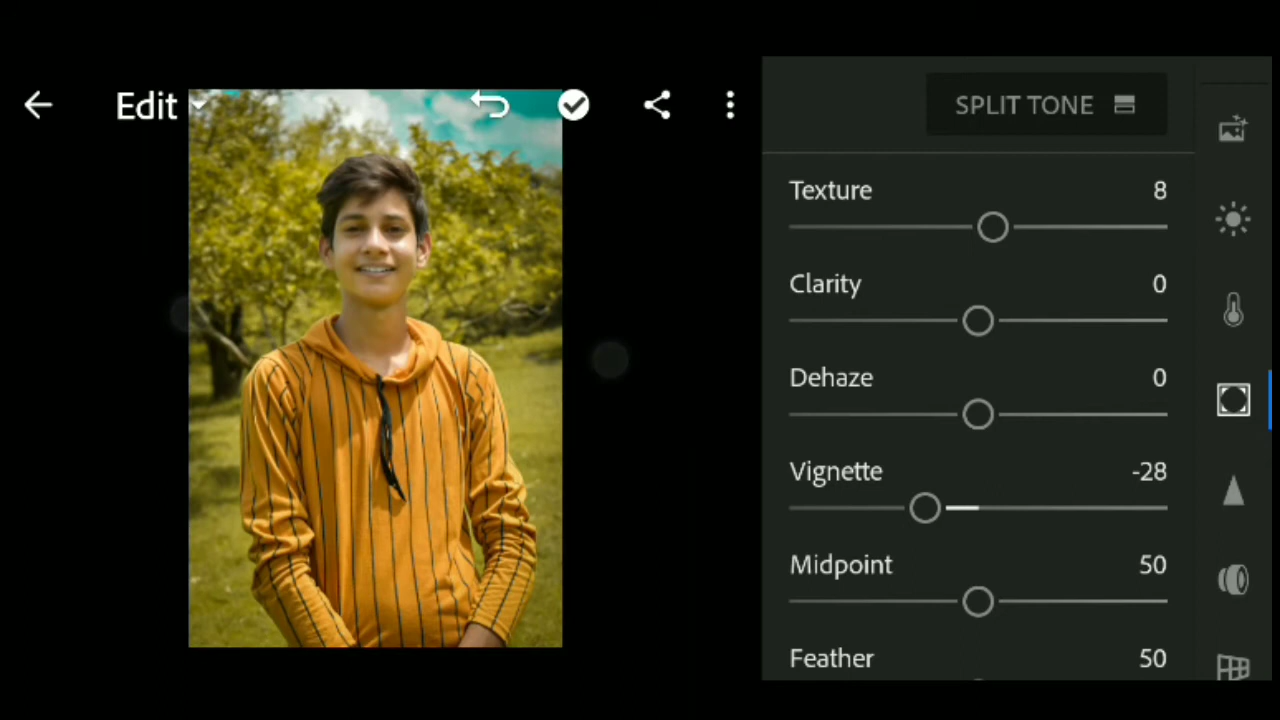 Edit
SPLIT TONE
Texture 8
Clarity 0
Dehaze 0
Vignette -28
Midpoint 50
Feather 50